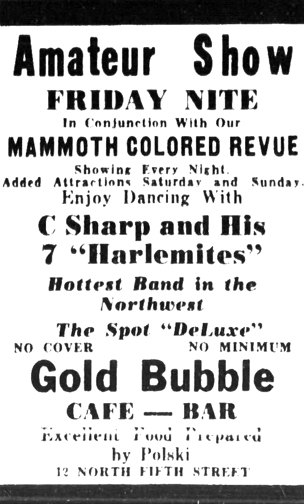 Amateur Show
FRIDAY NITE
In Conjunction With Our
MAMMOTH COLORED REVUE
Showing Every Night.
Added Attractions Saturday and Sunday.
Enjoy Dancing With
C Sharp and His
7 "Harlemites"
Hottest Band in the
Northwest
The Spot "DeLuxe"
NO COVER NO MINIMUM
Gold Bubble
CAFE — BAR
Excellent Food Prepared
by Polski
12 NORTH FIFTH STREET